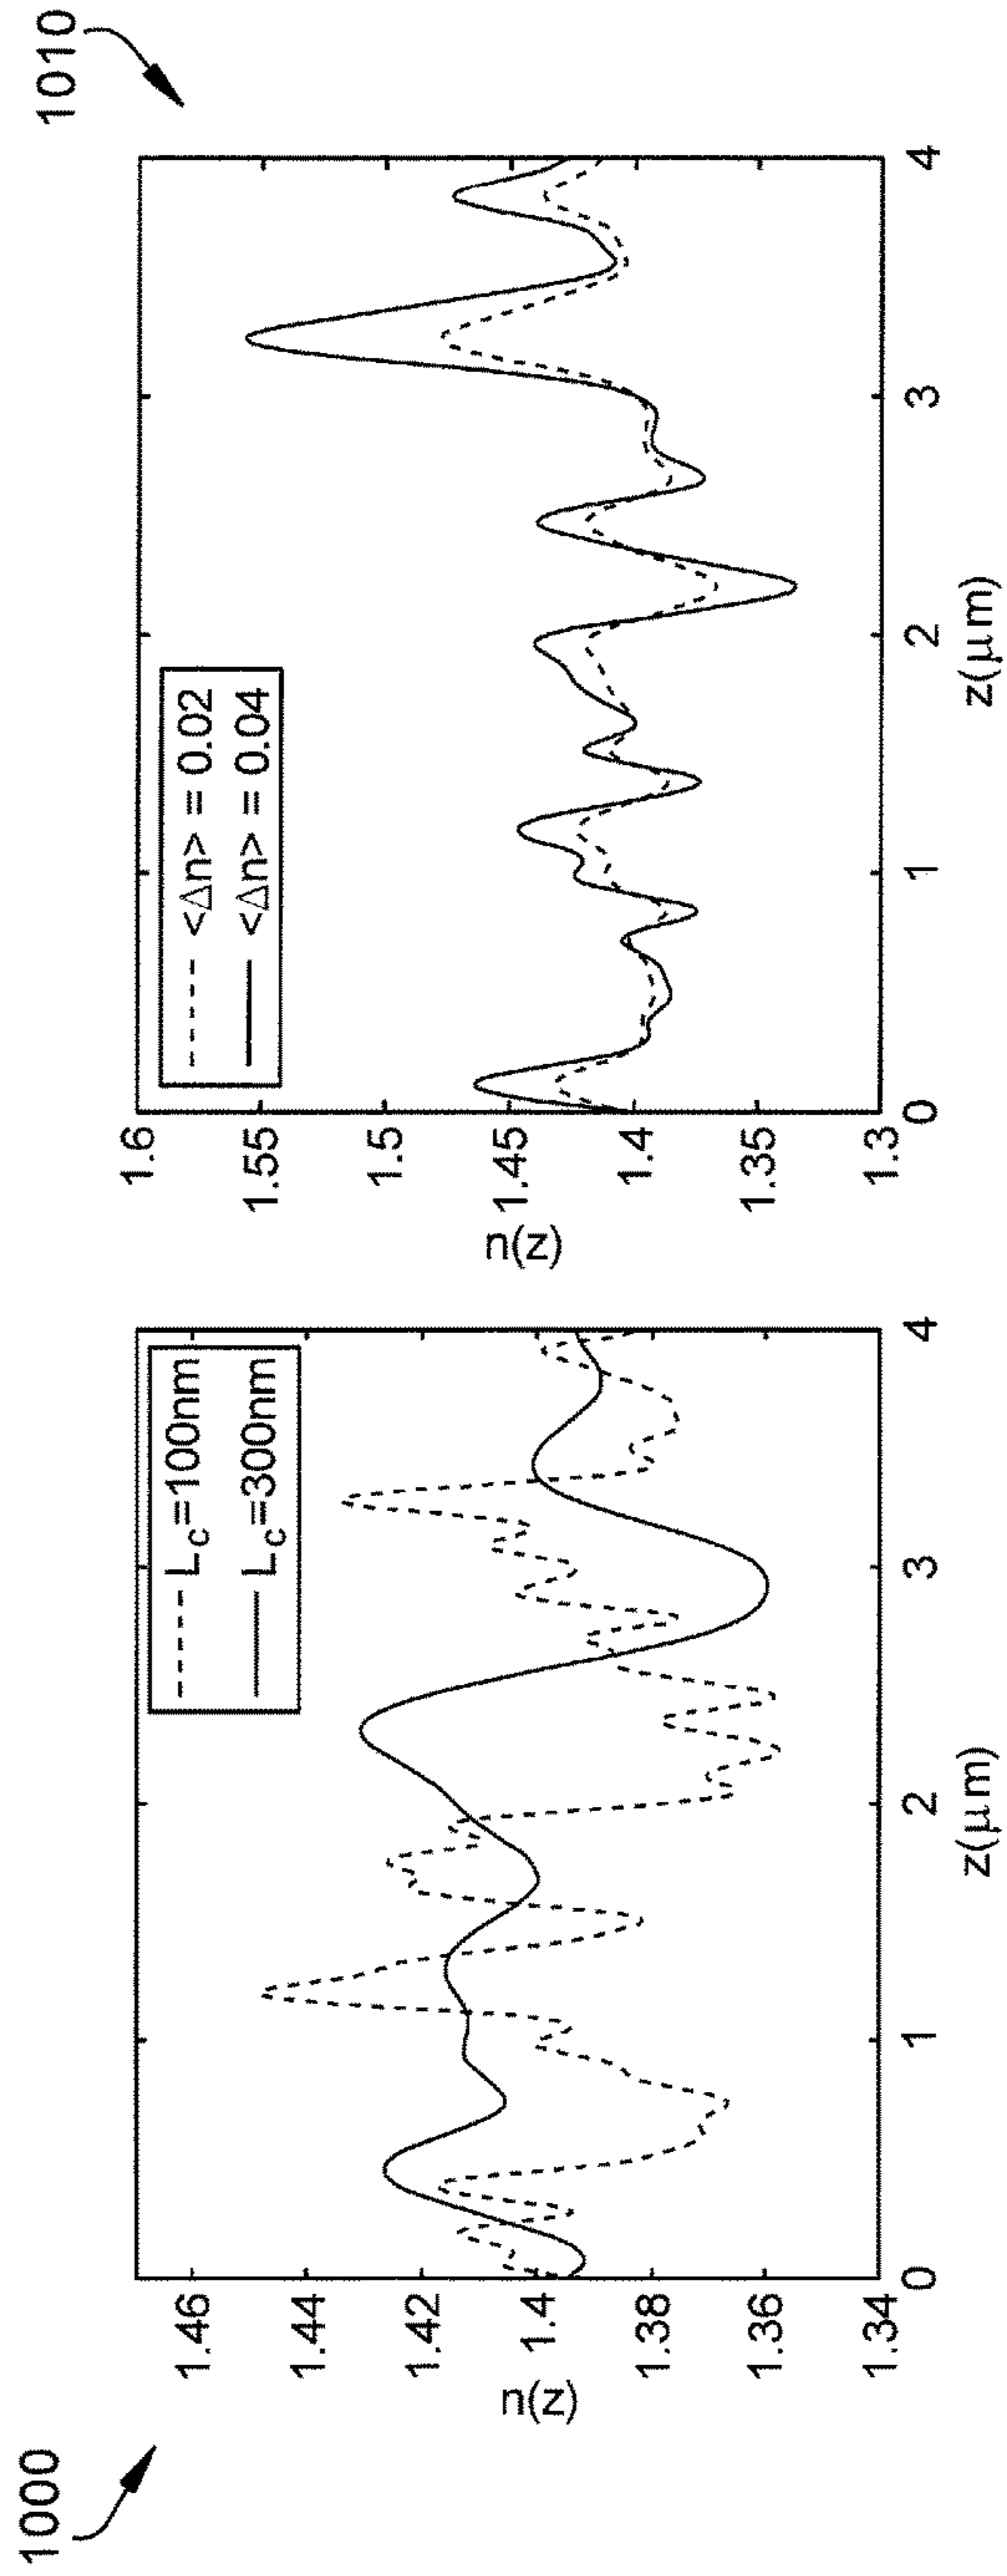 1000
n(z)
1.46
1.44
1.42
1.4
1.38
1.36
1.34
L_c=100nm
L_c=300nm
0 1 2 3 4
z(μm)
1010
n(z)
1.6
1.55
1.5
1.45
1.4
1.35
1.3
<Δn> = 0.02
<Δn> = 0.04
0 1 2 3 4
z(μm)